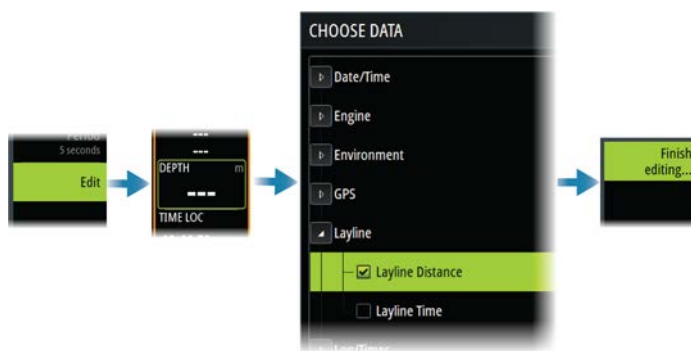 Period
5 seconds
Edit
---
---
DEPTH m
---
TIME LOC
CHOOSE DATA
Date/Time
Engine
Environment
GPS
Layline
Layline Distance
Layline Time
Finish
editing...